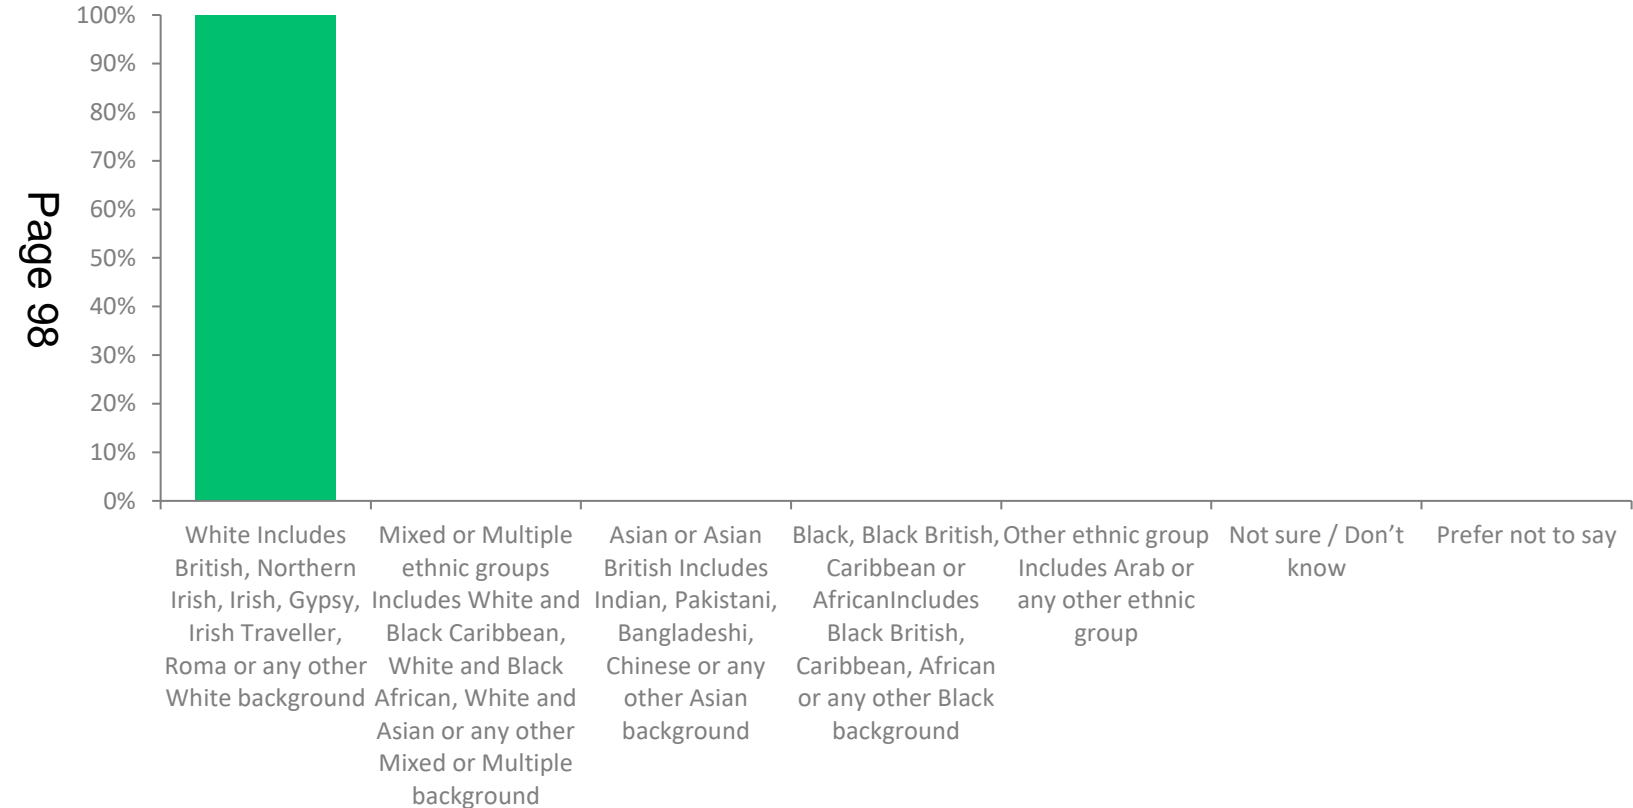 Page 98
100%
90%
80%
70%
60%
50%
40%
30%
20%
10%
0%
White Includes
British, Northern
Irish, Irish, Gypsy,
Irish Traveller,
Roma or any other
White background
Mixed or Multiple
ethnic groups
Includes White and
Black Caribbean,
White and Black
African, White and
Asian or any other
Mixed or Multiple
background
Asian or Asian
British Includes
Indian, Pakistani,
Bangladeshi,
Chinese or any
other Asian
background
Black, Black British,
Caribbean or
AfricanIncludes
Black British,
Caribbean, African
or any other Black
background
Other ethnic group
Includes Arab or
any other ethnic
group
Not sure / Don’t
know
Prefer not to say